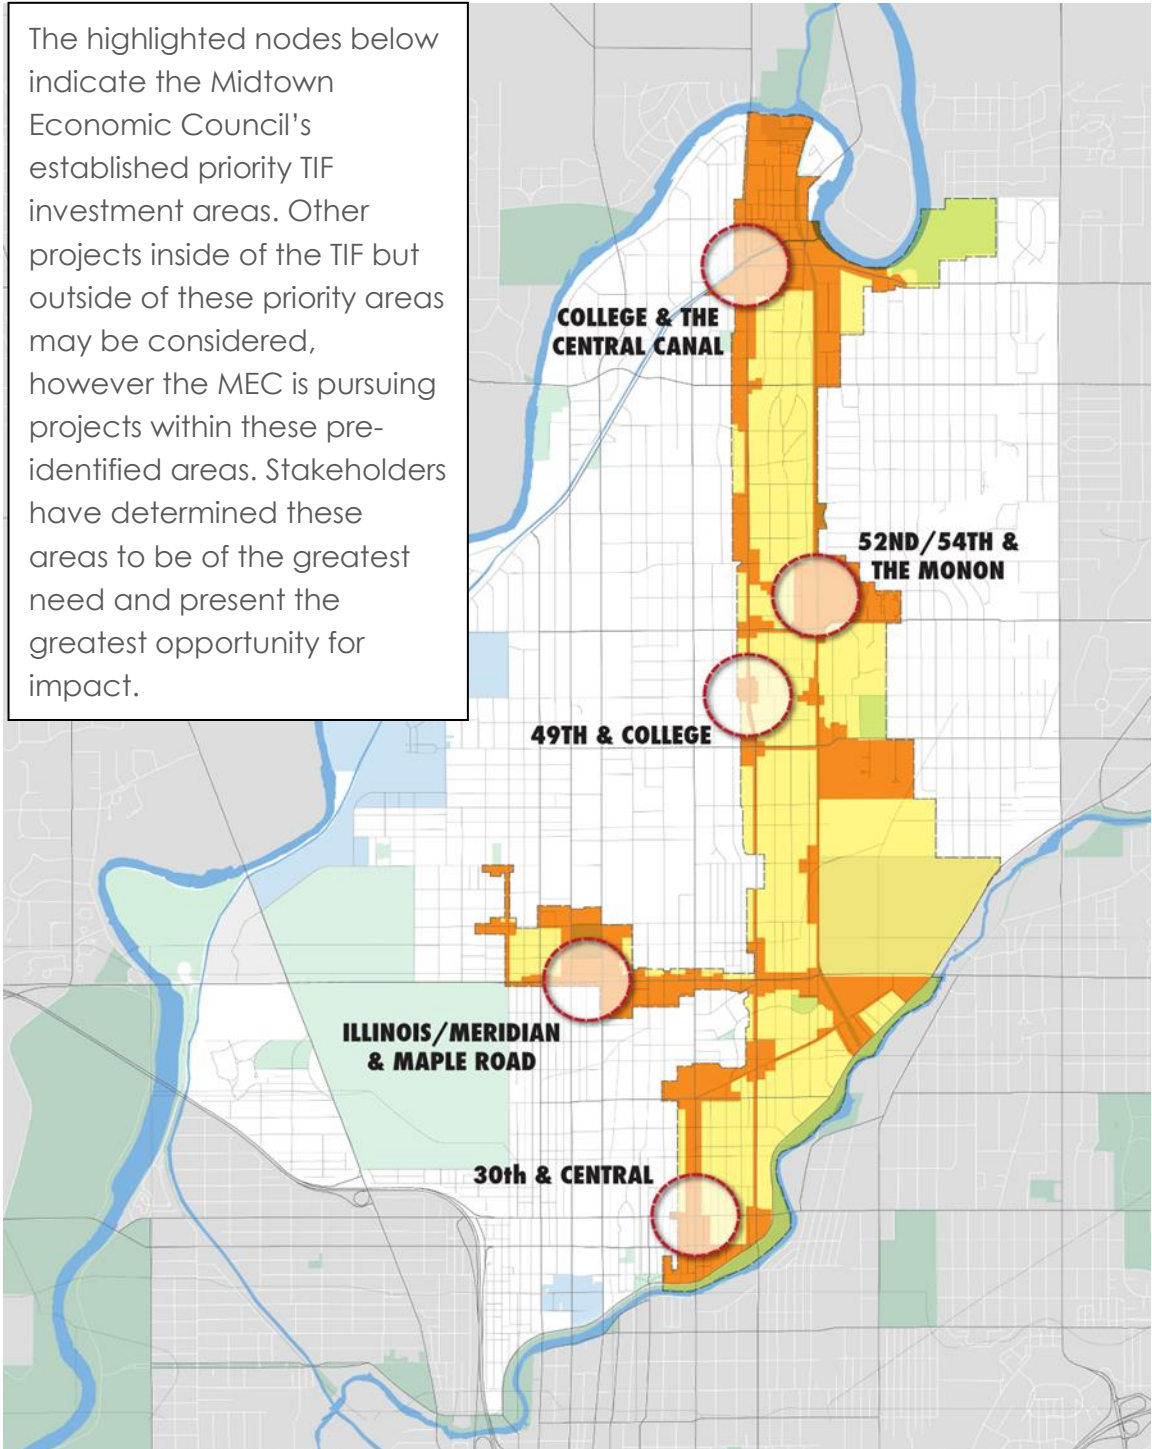 The highlighted nodes below
indicate the Midtown
Economic Council’s
established priority TIF
investment areas. Other
projects inside of the TIF but
outside of these priority areas
may be considered,
however the MEC is pursuing
projects within these pre-
identified areas. Stakeholders
have determined these
areas to be of the greatest
need and present the
greatest opportunity for
impact.
COLLEGE & THE
CENTRAL CANAL
52ND/54TH &
THE MONON
49TH & COLLEGE
ILLINOIS/MERIDIAN
& MAPLE ROAD
30th & CENTRAL